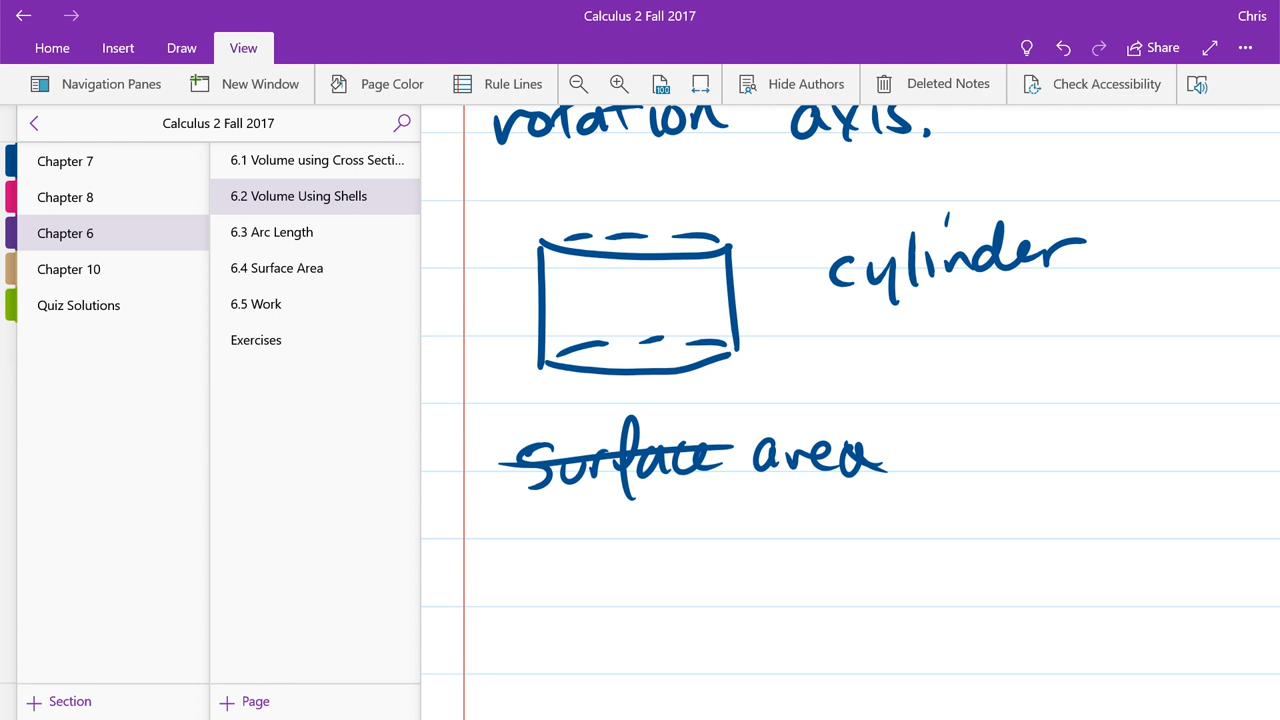 Calculus 2 Fall 2017
Chris
Home Insert Draw View
Share
Navigation Panes New Window Page Color Rule Lines 100 Hide Authors Deleted Notes Check Accessibility
Calculus 2 Fall 2017
Chapter 7
Chapter 8
Chapter 6
Chapter 10
Quiz Solutions
6.1 Volume using Cross Secti...
6.2 Volume Using Shells
6.3 Arc Length
6.4 Surface Area
6.5 Work
Exercises
+ Section
+ Page
rotation axis.
cylinder
surface area